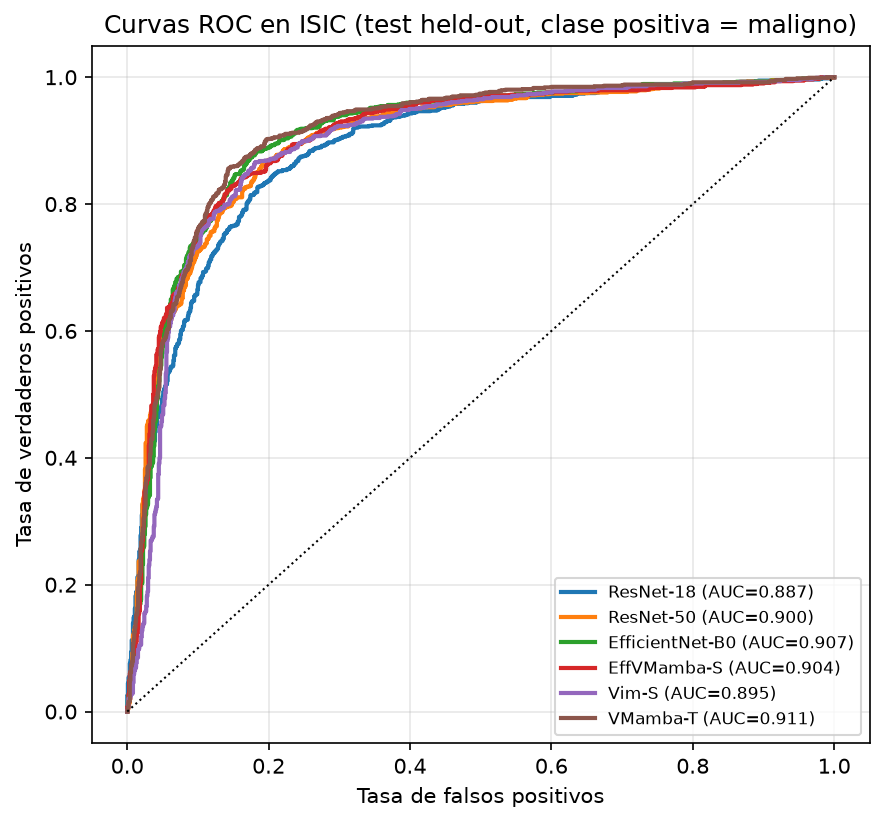 Curvas ROC en ISIC (test held-out, clase positiva = maligno)
1.0
0.8
0.6
0.4
0.2
0.0
Tasa de verdaderos positivos
ResNet-18 (AUC=0.887)
ResNet-50 (AUC=0.900)
EfficientNet-B0 (AUC=0.907)
EffVMamba-S (AUC=0.904)
Vim-S (AUC=0.895)
VMamba-T (AUC=0.911)
0.0 0.2 0.4 0.6 0.8 1.0
Tasa de falsos positivos